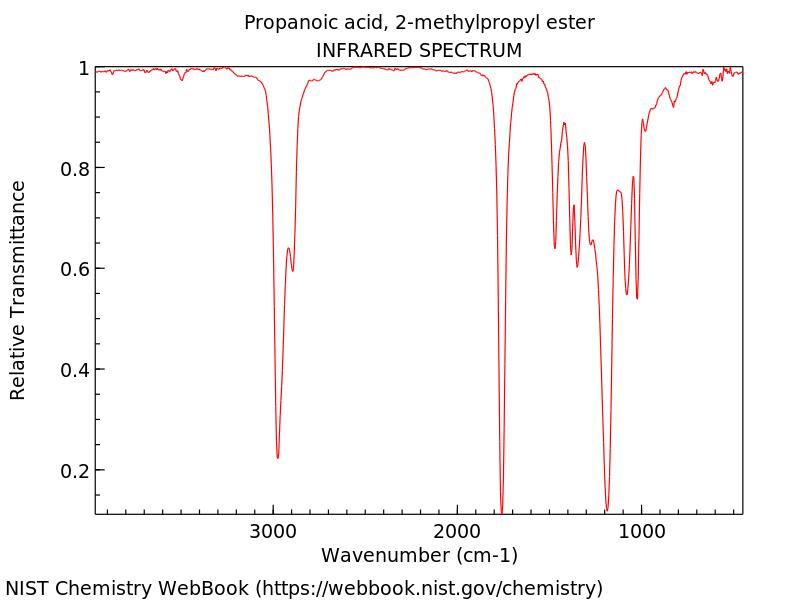 Propanoic acid, 2-methylpropyl ester
INFRARED SPECTRUM
1
0.8
0.6
0.4
0.2
Relative Transmittance
3000 2000 1000
Wavenumber (cm-1)
NIST Chemistry WebBook (https://webbook.nist.gov/chemistry)